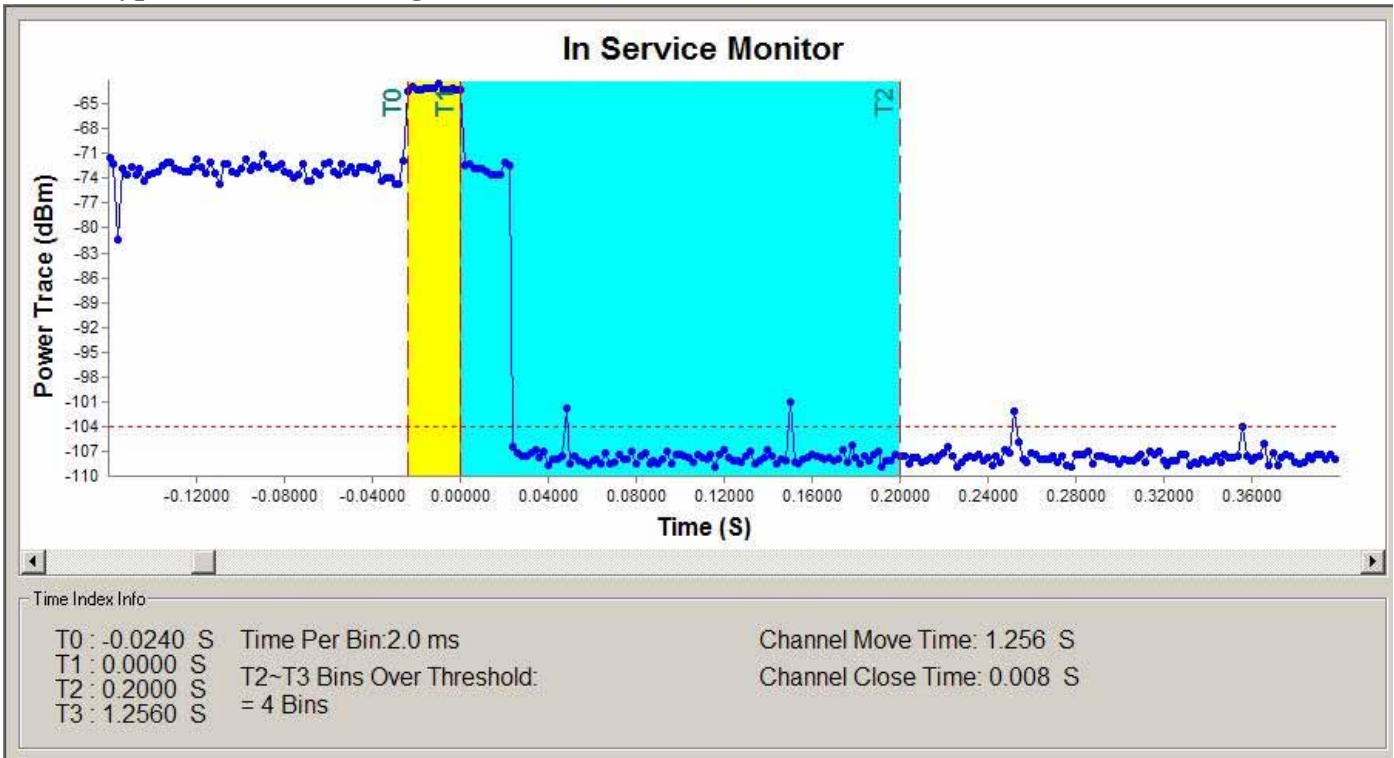 In Service Monitor
Power Trace (dBm)
-65
-68
-71
-74
-77
-80
-83
-86
-89
-92
-95
-98
-101
-104
-107
-110
T0
T1
T2
-0.12000 -0.08000 -0.04000 0.00000 0.04000 0.08000 0.12000 0.16000 0.20000 0.24000 0.28000 0.32000 0.36000
Time (S)
Time Index Info
T0 : -0.0240 S
T1 : 0.0000 S
T2 : 0.2000 S
T3 : 1.2560 S
Time Per Bin:2.0 ms
T2~T3 Bins Over Threshold:
= 4 Bins
Channel Move Time: 1.256 S
Channel Close Time: 0.008 S